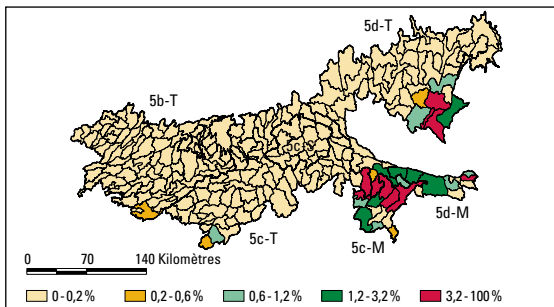 5d-T
5b-T
5d-M
5c-T
5c-M
0 70 140 Kilomètres
0 - 0,2 % 0,2 - 0,6 % 0,6 - 1,2 % 1,2 - 3,2 % 3,2 - 100 %